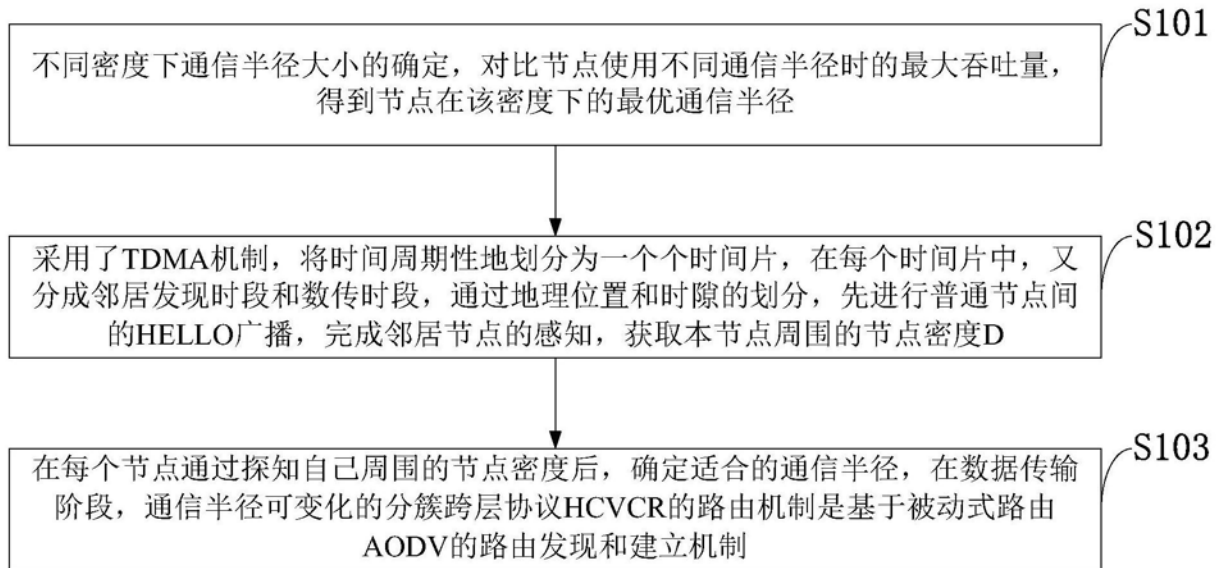 S101
不同密度下通信半径大小的确定，对比节点使用不同通信半径时的最大吞吐量，
得到节点在该密度下的最优通信半径
S102
采用了TDMA机制，将时间周期性地划分为一个个时间片，在每个时间片中，又
分成邻居发现时段和数传时段，通过地理位置和时隙的划分，先进行普通节点间
的HELLO广播，完成邻居节点的感知，获取本节点周围的节点密度D
S103
在每个节点通过探知自己周围的节点密度后，确定适合的通信半径，在数据传输
阶段，通信半径可变化的分簇跨层协议HCVCR的路由机制是基于被动式路由
AODV的路由发现和建立机制